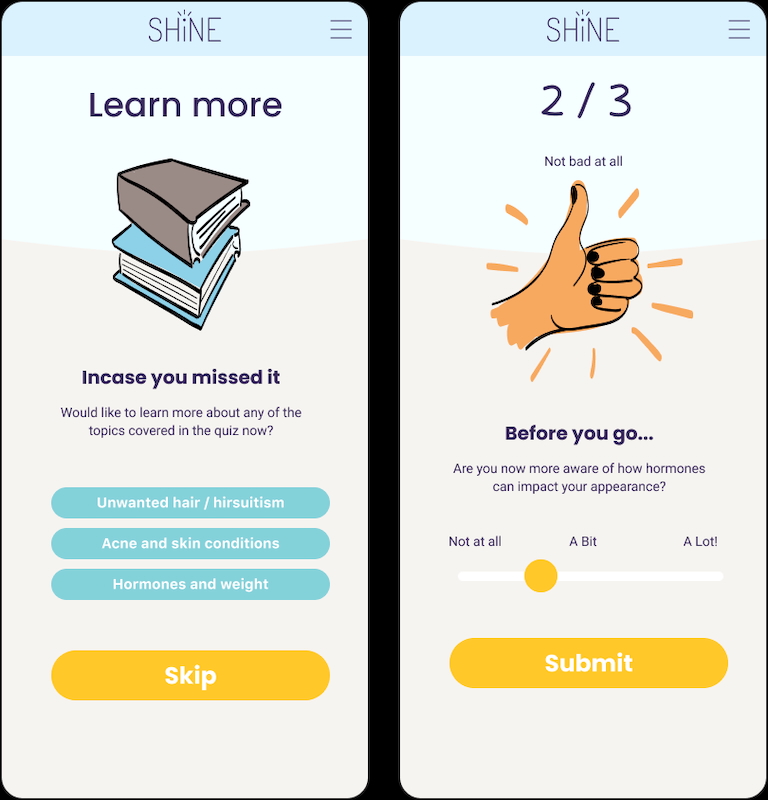 SHiNE
Learn more
Incase you missed it
Would like to learn more about any of the
topics covered in the quiz now?
Unwanted hair / hirsuitism
Acne and skin conditions
Hormones and weight
Skip
SHiNE
2 / 3
Not bad at all
Before you go...
Are you now more aware of how hormones
can impact your appearance?
Not at all A Bit A Lot!
Submit